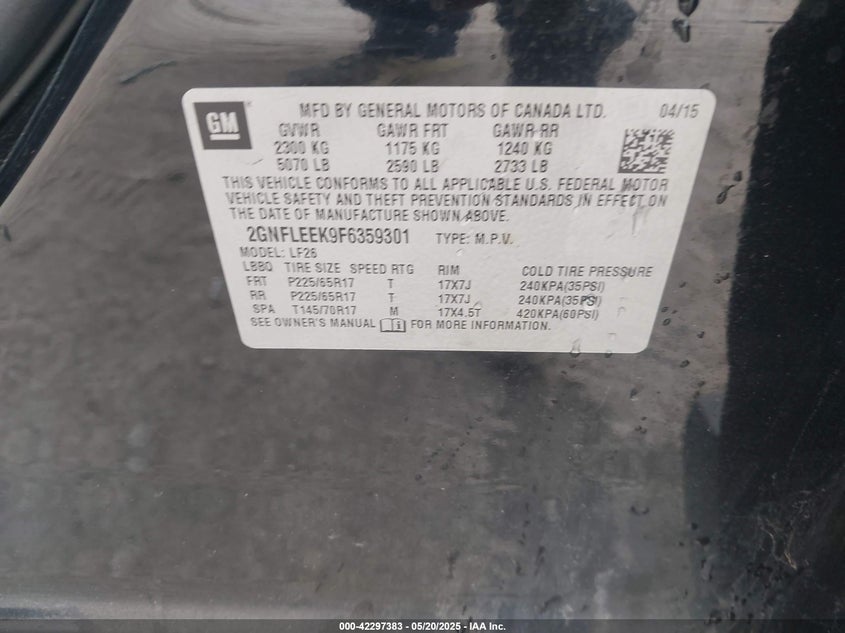 GM
MFD BY GENERAL MOTORS OF CANADA LTD. 04/15
GVWR GAWR FRT GAWR RR
2300 KG 1175 KG 1240 KG
5070 LB 2590 LB 2733 LB
THIS VEHICLE CONFORMS TO ALL APPLICABLE U.S. FEDERAL MOTOR
VEHICLE SAFETY AND THEFT PREVENTION STANDARDS IN EFFECT ON
THE DATE OF MANUFACTURE SHOWN ABOVE.
2GNFLEEK9F6359301 TYPE: M.P.V.
MODEL: LF26
LBBQ TIRE SIZE SPEED RTG RIM COLD TIRE PRESSURE
FRT P225/65R17 T 17X7J 240KPA(35PSI)
RR P225/65R17 T 17X7J 240KPA(35PSI)
SPA T145/70R17 M 17X4.5T 420KPA(60PSI)
SEE OWNER'S MANUAL FOR MORE INFORMATION.
000-42297383 — 05/20/2025 — IAA Inc.